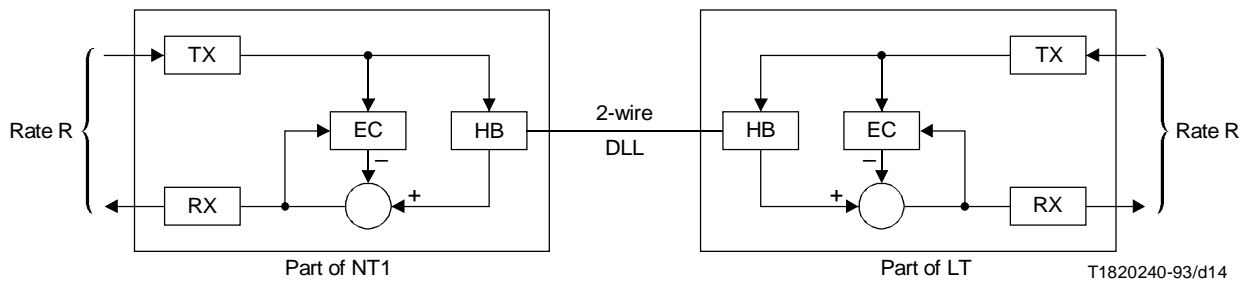 TX
TX
Rate R
EC
HB
2-wire
DLL
HB
EC
Rate R
–
–
+
+
RX
RX
Part of NT1
Part of LT
T1820240-93/d14